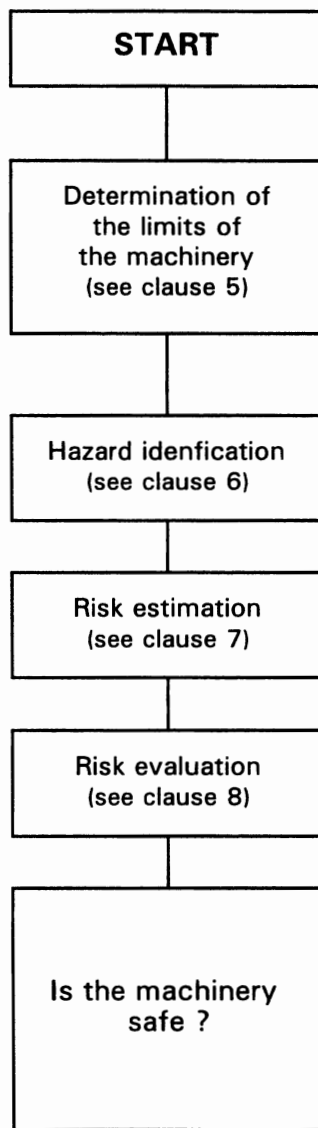 START
Determination of
the limits of
the machinery
(see clause 5)
Hazard idenfication
(see clause 6)
Risk estimation
(see clause 7)
Risk evaluation
(see clause 8)
Is the machinery
safe ?